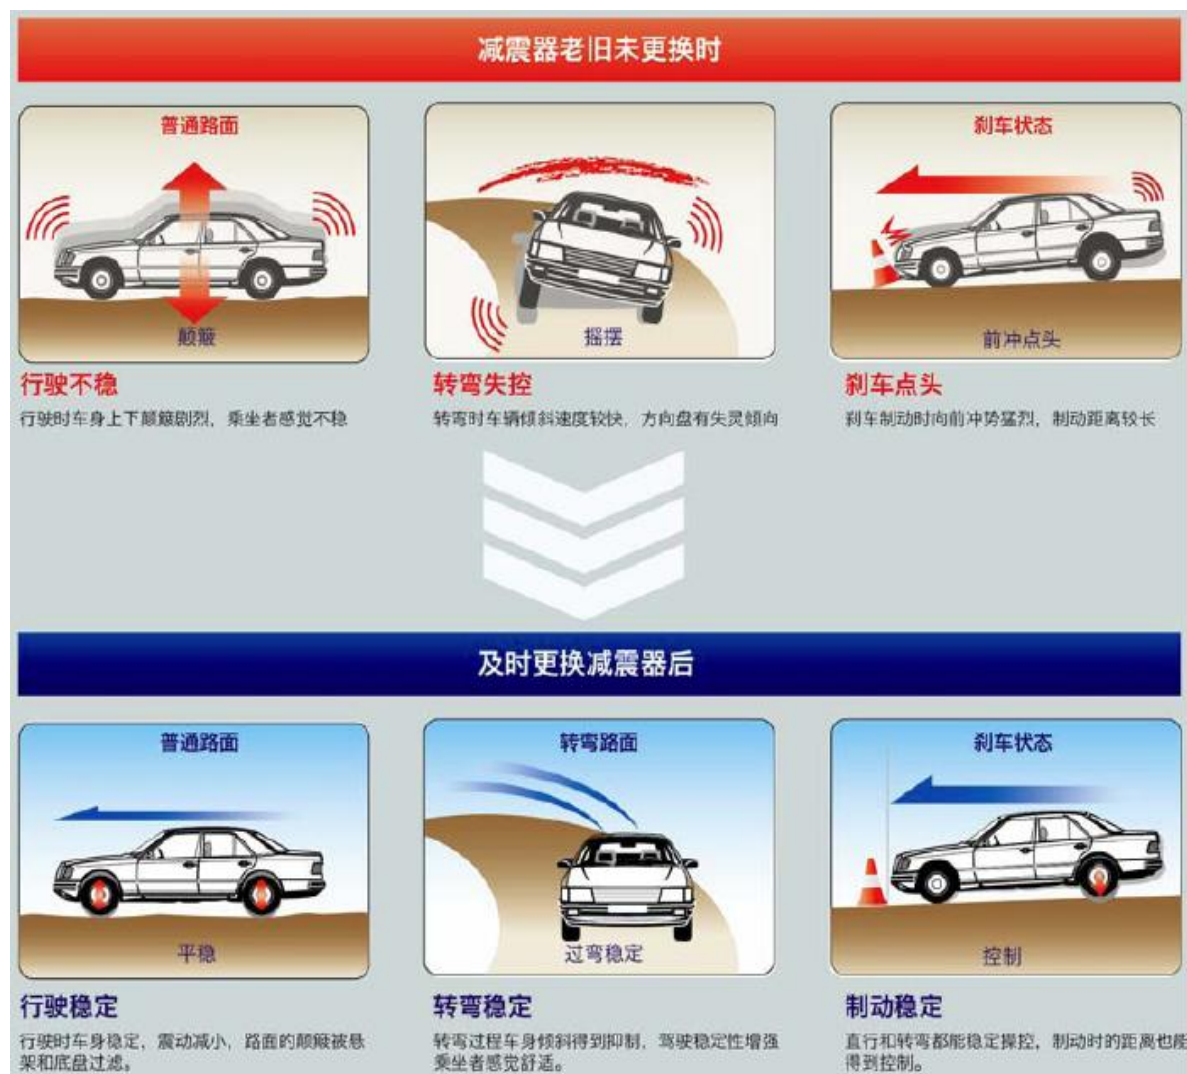 减震器老旧未更换时
普通路面
颠簸
摇摆
刹车状态
前冲点头
行驶不稳
行驶时车身上下颠簸剧烈，乘坐者感觉不稳
转弯失控
转弯时车辆倾斜速度较快，方向盘有失灵倾向
刹车点头
刹车制动时向前冲势猛烈，制动距离较长
及时更换减震器后
普通路面
平稳
转弯路面
过弯稳定
刹车状态
控制
行驶稳定
行驶时车身稳定，震动减小，路面的颠簸被悬
架和底盘过滤。
转弯稳定
转弯过程车身倾斜得到抑制，驾驶稳定性增强
乘坐者感觉舒适。
制动稳定
直行和转弯都能稳定操控，制动时的距离也能
得到控制。